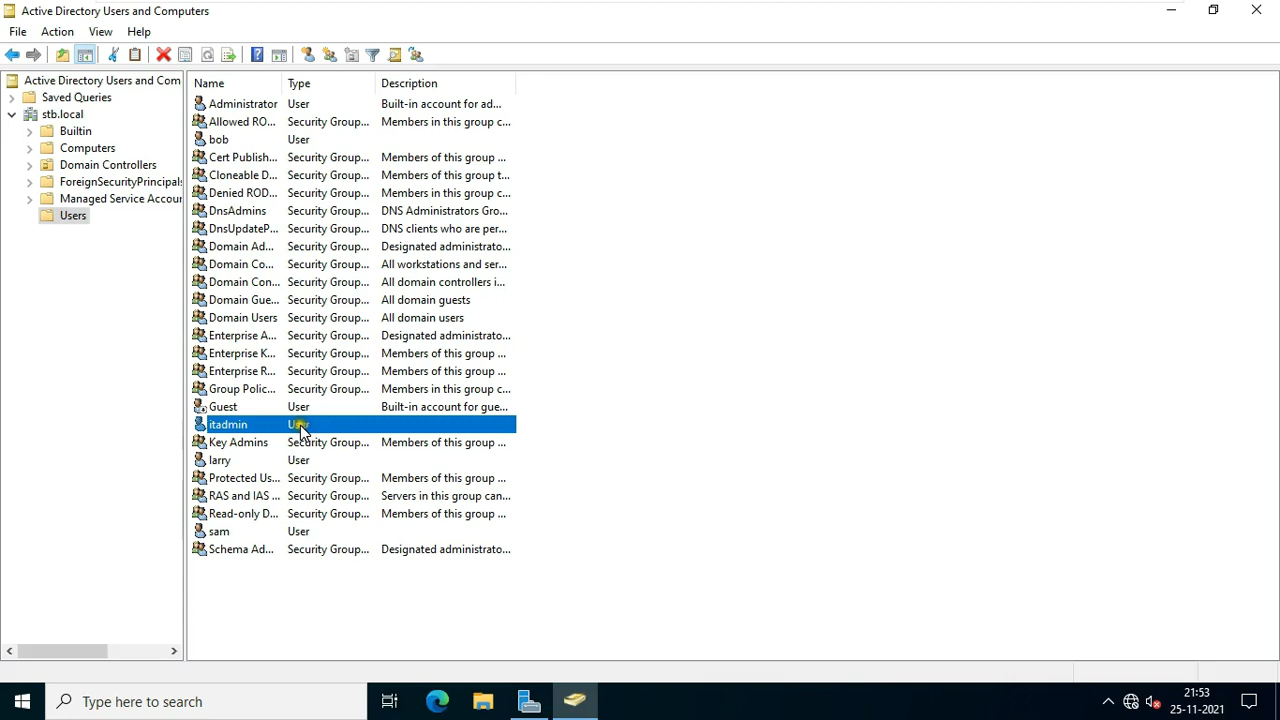 Active Directory Users and Computers
File Action View Help
Active Directory Users and Com
Saved Queries
stb.local
Builtin
Computers
Domain Controllers
ForeignSecurityPrincipals
Managed Service Accour
Users
Name Type Description
Administrator User Built-in account for ad...
Allowed RO... Security Group... Members in this group c...
bob User
Cert Publish... Security Group... Members of this group ...
Cloneable D... Security Group... Members of this group t...
Denied ROD... Security Group... Members in this group c...
DnsAdmins Security Group... DNS Administrators Gro...
DnsUpdateP... Security Group... DNS clients who are per...
Domain Ad... Security Group... Designated administrato...
Domain Co... Security Group... All workstations and ser...
Domain Con... Security Group... All domain controllers i...
Domain Gue... Security Group... All domain guests
Domain Users Security Group... All domain users
Enterprise A... Security Group... Designated administrato...
Enterprise K... Security Group... Members of this group ...
Enterprise R... Security Group... Members of this group ...
Group Polic... Security Group... Members in this group c...
Guest User Built-in account for gue...
itadmin User
Key Admins Security Group... Members of this group ...
larry User
Protected Us... Security Group... Members of this group ...
RAS and IAS ... Security Group... Servers in this group can...
Read-only D... Security Group... Members of this group ...
sam User
Schema Ad... Security Group... Designated administrato...
Type here to search
21:53
25-11-2021